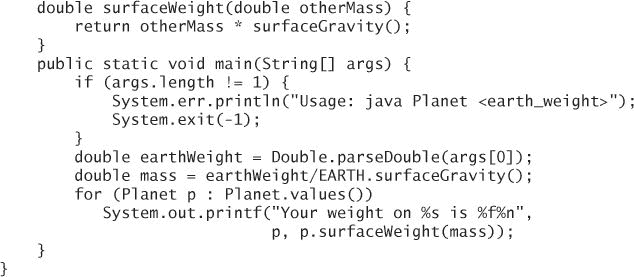 double surfaceWeight(double otherMass) {
        return otherMass * surfaceGravity();
    }
    public static void main(String[] args) {
        if (args.length != 1) {
            System.err.println("Usage: java Planet <earth_weight>");
            System.exit(-1);
        }
        double earthWeight = Double.parseDouble(args[0]);
        double mass = earthWeight/EARTH.surfaceGravity();
        for (Planet p : Planet.values())
           System.out.printf("Your weight on %s is %f%n",
                             p, p.surfaceWeight(mass));
    }
}